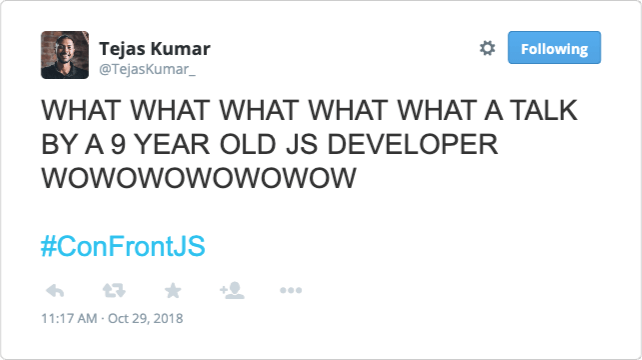 Tejas Kumar
@TejasKumar_
Following
WHAT WHAT WHAT WHAT WHAT A TALK
BY A 9 YEAR OLD JS DEVELOPER
WOWOWOWOWOWOWOW
#ConFrontJS
11:17 AM · Oct 29, 2018